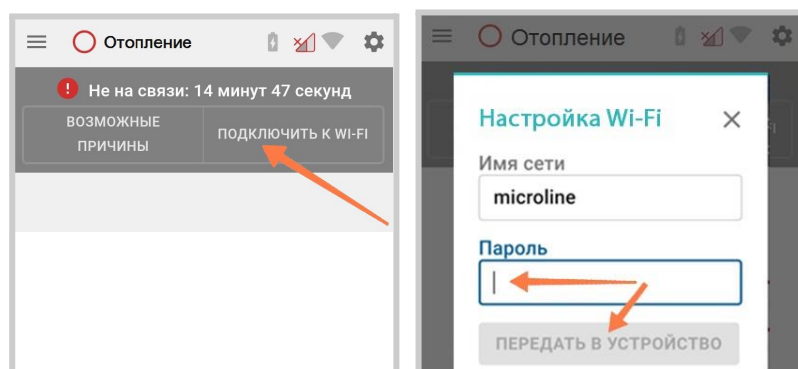 Отопление
Не на связи: 14 минут 47 секунд
ВОЗМОЖНЫЕ
ПРИЧИНЫ
ПОДКЛЮЧИТЬ К WI-FI
Отопление
Настройка Wi-Fi
Имя сети
microline
Пароль
ПЕРЕДАТЬ В УСТРОЙСТВО